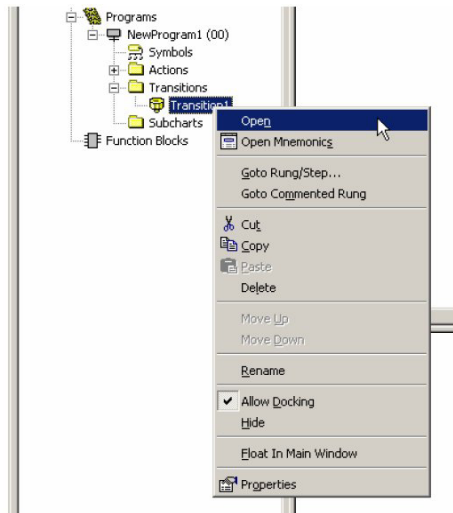 Programs
NewProgram1 (00)
Symbols
Actions
Transitions
Transition1
Subcharts
Function Blocks
Open
Open Mnemonics
Goto Rung/Step...
Goto Commented Rung
Cut
Copy
Paste
Delete
Move Up
Move Down
Rename
Allow Docking
Hide
Float In Main Window
Properties